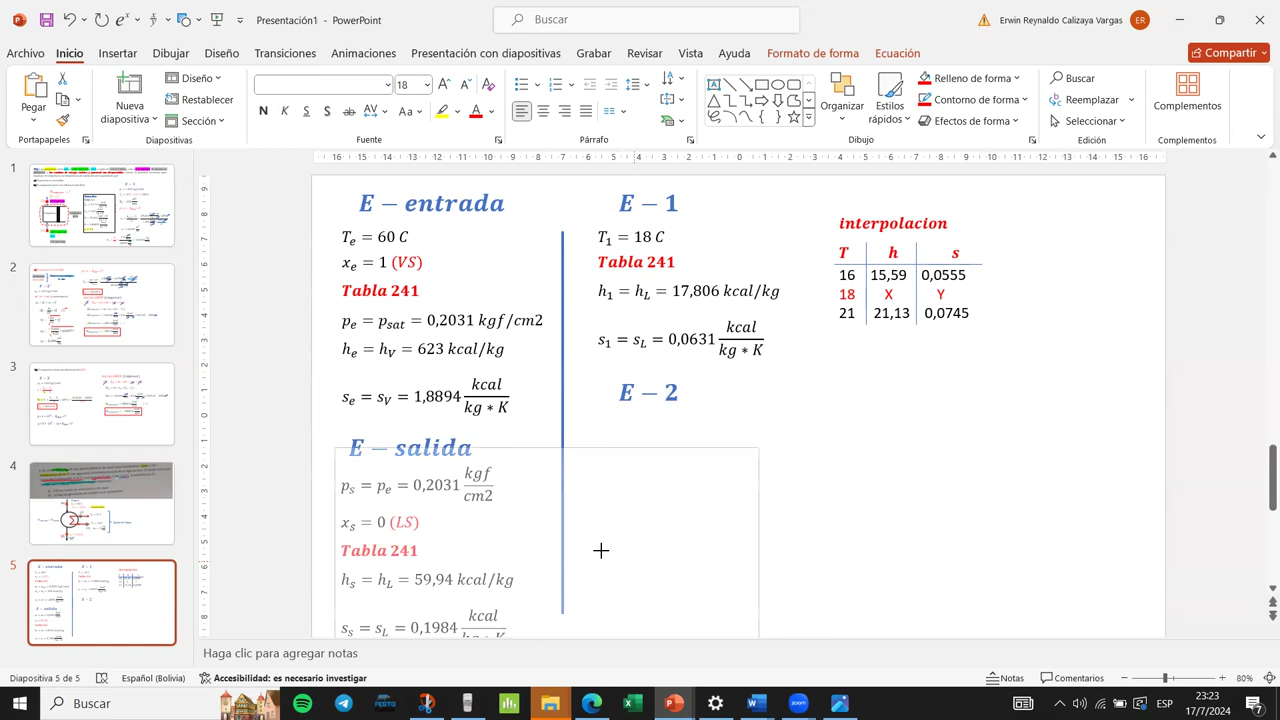 Presentación1 - PowerPoint
Buscar
Erwin Reynaldo Calizaya Vargas
ER
Archivo Inicio Insertar Dibujar Diseño Transiciones Animaciones Presentación con diapositivas Grabar Revisar Vista Ayuda Formato de forma Ecuación
Compartir
Pegar
Nueva diapositiva
Diseño
Restablecer
Sección
18
Organizar
Estilos rápidos
Relleno de forma
Contorno de forma
Efectos de forma
Buscar
Reemplazar
Seleccionar
Complementos
Portapapeles Diapositivas Fuente Párrafo Dibujo Edición Complementos
1
2
3
4
5
E − entrada
T_e = 60 C
x_e = 1 (VS)
Tabla 241
p_e = p_sat = 0,2031 kgf/cm2
h_e = h_V = 623 kcal/kg
s_e = s_V = 1,8894 kcal/kg ∗ K
E − salida
p_s = p_e = 0,2031 kgf/cm2
x_s = 0 (LS)
Tabla 241
h_s = h_L = 59,94 kcal/kg
s_s = s_L = 0,1984 kcal/kg ∗ K
E − 1
T_1 = 18 C
Tabla 241
h_1 = h_L = 17,806 kcal/kg
s_1 = s_L = 0,0631 kcal/kg ∗ K
E − 2
interpolacion
T h s
16 15,59 0,0555
18 X Y
21 21,13 0,0745
Haga clic para agregar notas
Diapositiva 5 de 5
Español (Bolivia)
Accesibilidad: es necesario investigar
Notas
Comentarios
80%
Buscar
ESP
23:23
17/7/2024